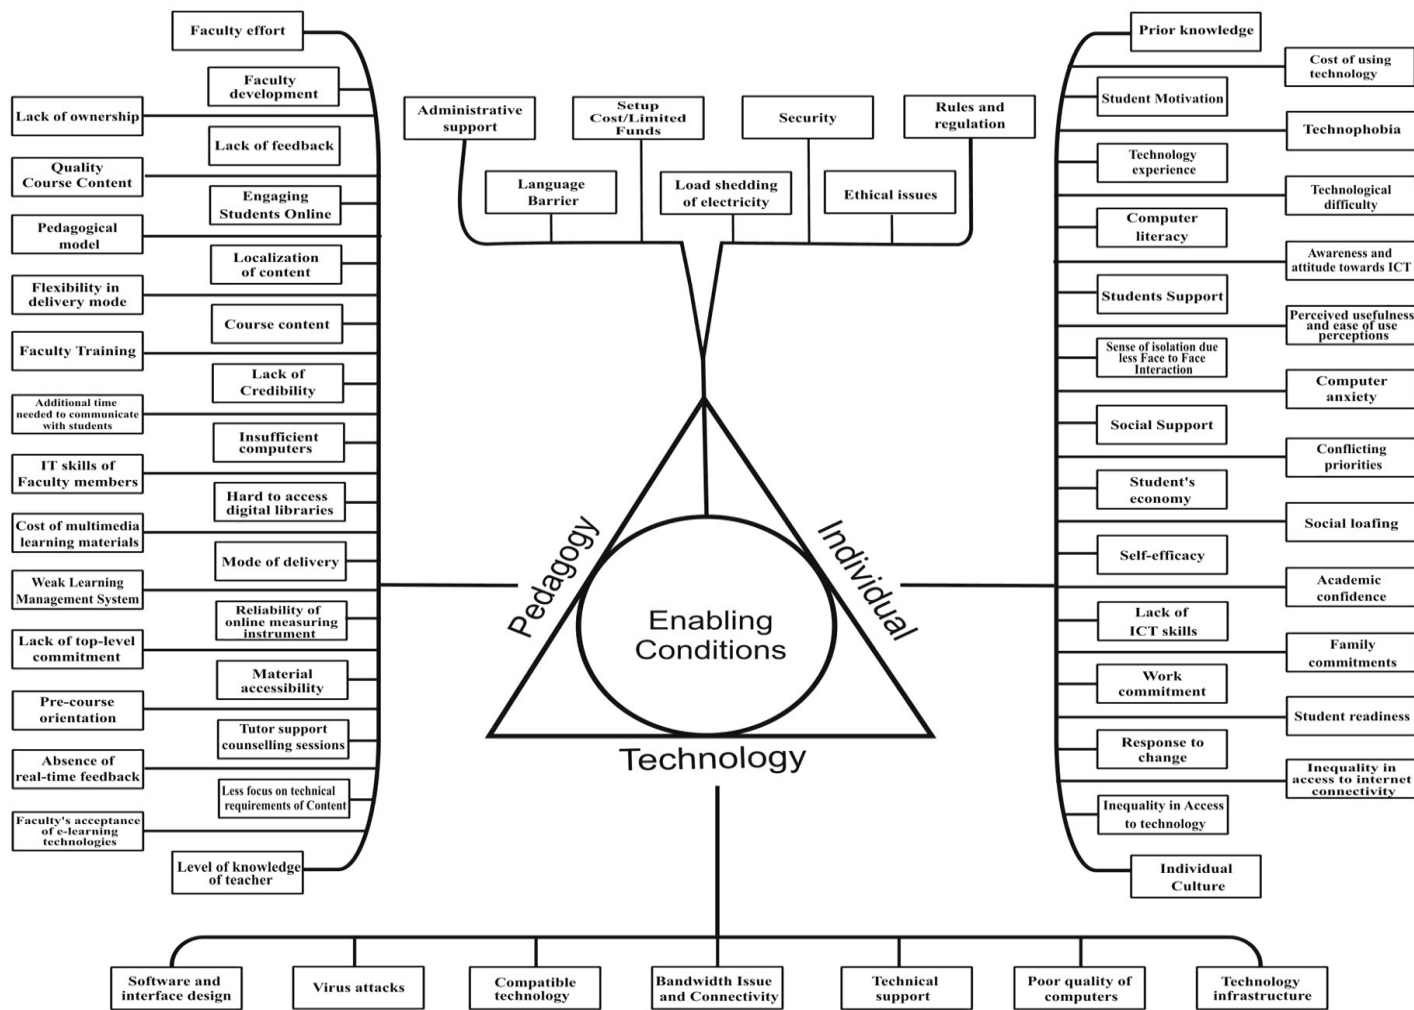 Faculty effort
Faculty
development
Lack of ownership
Lack of feedback
Quality
Course Content
Engaging
Students Online
Pedagogical
model
Localization
of content
Flexibility in
delivery mode
Course content
Faculty Training
Lack of
Credibility
Additional time
needed to communicate
with students
Insufficient
computers
IT skills of
Faculty members
Hard to access
digital libraries
Cost of multimedia
learning materials
Mode of delivery
Weak Learning
Management System
Reliability of
online measuring
instrument
Lack of top-level
commitment
Material
accessibility
Pre-course
orientation
Tutor support
counselling sessions
Absence of
real-time feedback
Less focus on technical
requirements of Content
Faculty's acceptance
of e-learning
technologies
Level of knowledge
of teacher
Administrative
support
Setup
Cost/Limited
Funds
Security
Rules and
regulation
Language
Barrier
Load shedding
of electricity
Ethical issues
Pedagogy
Individual
Enabling
Conditions
Technology
Prior knowledge
Cost of using
technology
Student Motivation
Technophobia
Technology
experience
Technological
difficulty
Computer
literacy
Awareness and
attitude towards ICT
Students Support
Perceived usefulness
and ease of use
perceptions
Sense of isolation due
less Face to Face
Interaction
Computer
anxiety
Social Support
Conflicting
priorities
Student's
economy
Social loafing
Self-efficacy
Academic
confidence
Lack of
ICT skills
Family
commitments
Work
commitment
Student readiness
Response to
change
Inequality in
access to internet
connectivity
Inequality in Access
to technology
Individual
Culture
Software and
interface design
Virus attacks
Compatible
technology
Bandwidth Issue
and Connectivity
Technical
support
Poor quality of
computers
Technology
infrastructure